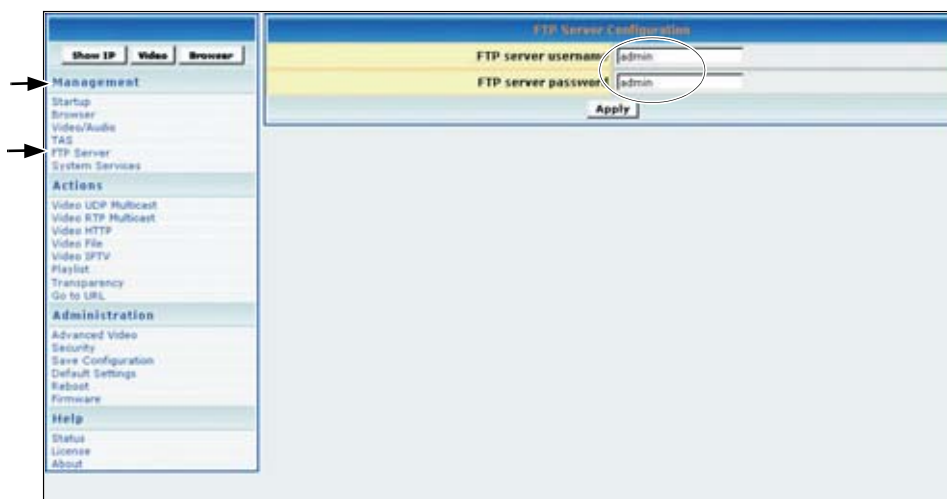 FTP Server Configuration
Show IP Video Browser
FTP server username admin
FTP server password admin
Apply
Management
Startup
Browser
Video/Audio
TAS
FTP Server
System Services
Actions
Video UDP Multicast
Video RTP Multicast
Video HTTP
Video File
Video IPTV
Playlist
Transparency
Go to URL
Administration
Advanced Video
Security
Save Configuration
Default Settings
Reboot
Firmware
Help
Status
License
About